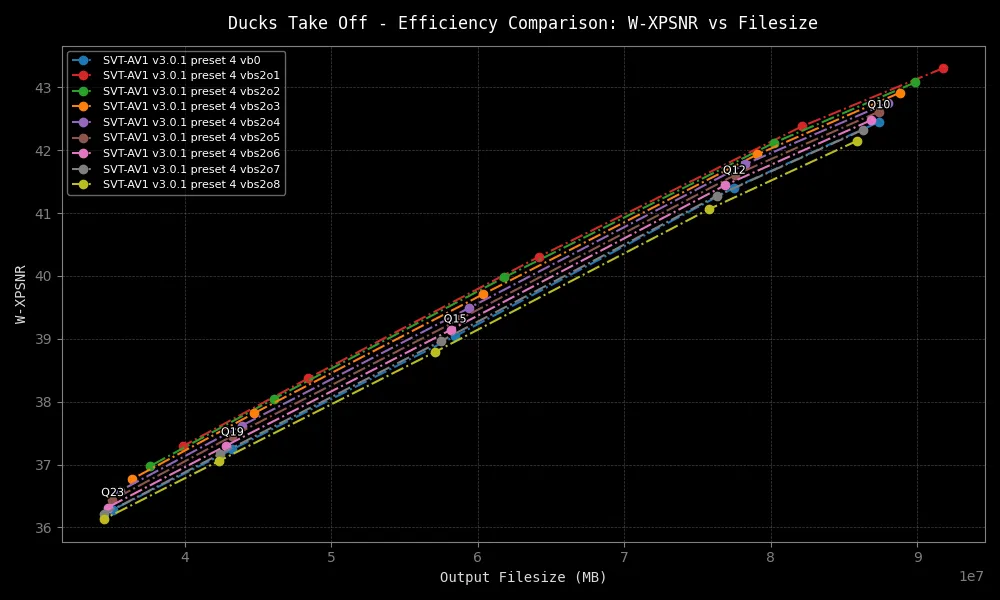 Ducks Take Off - Efficiency Comparison: W-XPSNR vs Filesize
SVT-AV1 v3.0.1 preset 4 vb0
SVT-AV1 v3.0.1 preset 4 vbs2o1
SVT-AV1 v3.0.1 preset 4 vbs2o2
SVT-AV1 v3.0.1 preset 4 vbs2o3
SVT-AV1 v3.0.1 preset 4 vbs2o4
SVT-AV1 v3.0.1 preset 4 vbs2o5
SVT-AV1 v3.0.1 preset 4 vbs2o6
SVT-AV1 v3.0.1 preset 4 vbs2o7
SVT-AV1 v3.0.1 preset 4 vbs2o8
W-XPSNR
43
42
41
40
39
38
37
36
Q10
Q12
Q15
Q19
Q23
4 5 6 7 8 9
1e7
Output Filesize (MB)